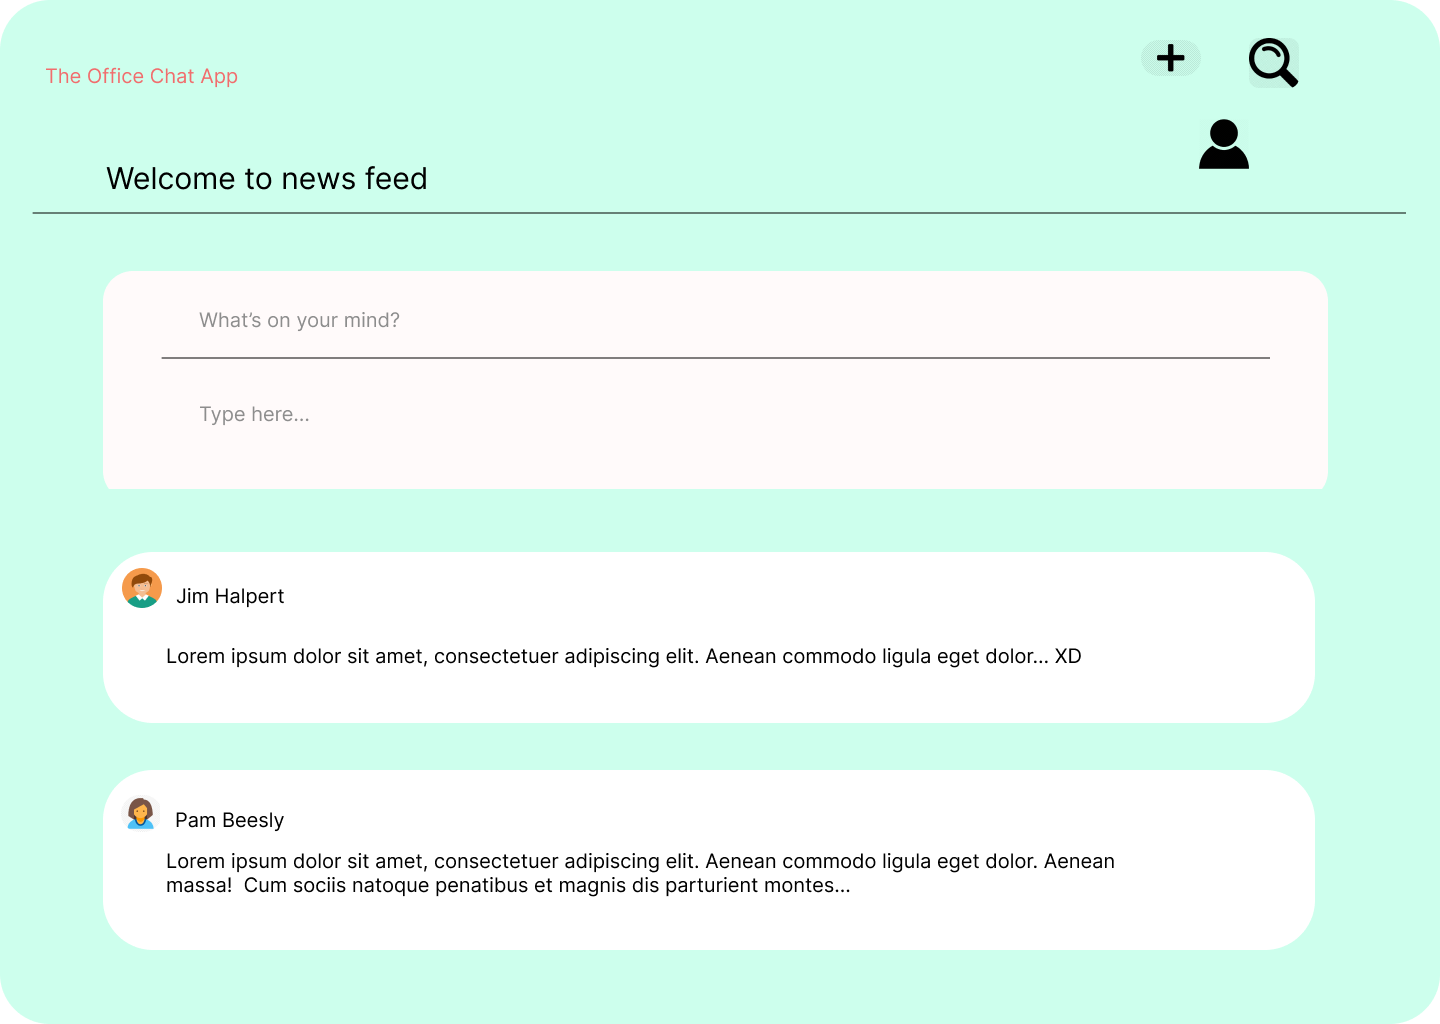 The Office Chat App
Welcome to news feed
What’s on your mind?
Type here...
Jim Halpert
Lorem ipsum dolor sit amet, consectetuer adipiscing elit. Aenean commodo ligula eget dolor... XD
Pam Beesly
Lorem ipsum dolor sit amet, consectetuer adipiscing elit. Aenean commodo ligula eget dolor. Aenean
massa!  Cum sociis natoque penatibus et magnis dis parturient montes...